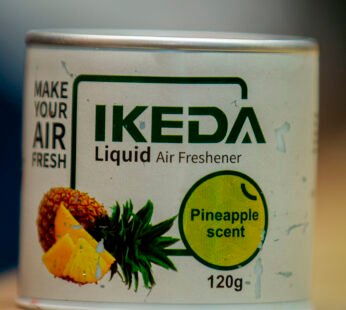 MAKE
YOUR
AIR
FRESH
IKEDA
Liquid Air Freshener
Pineapple
scent
120g